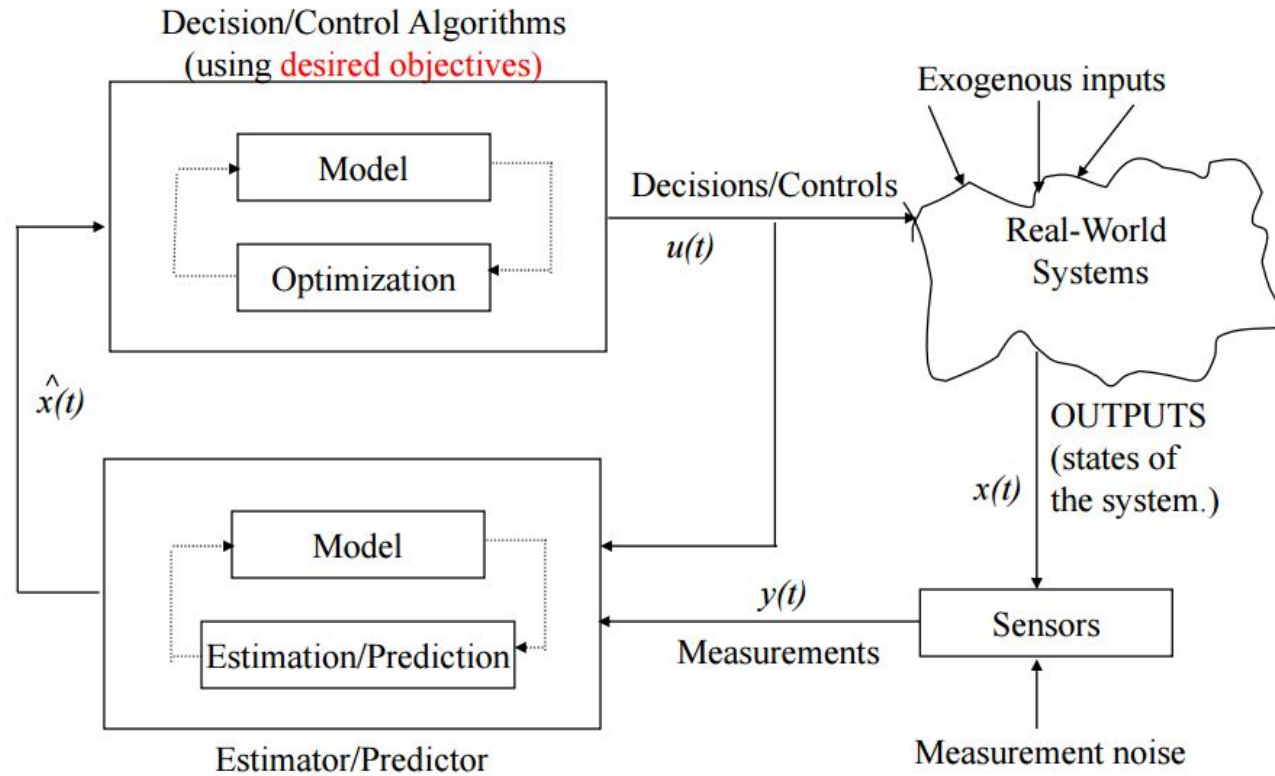 Decision/Control Algorithms
(using desired objectives)
Model
Optimization
Exogenous inputs
Decisions/Controls
u(t)
Real-World
Systems
x̂(t)
OUTPUTS
(states of
the system.)
x(t)
Model
Estimation/Prediction
y(t)
Measurements
Sensors
Estimator/Predictor
Measurement noise